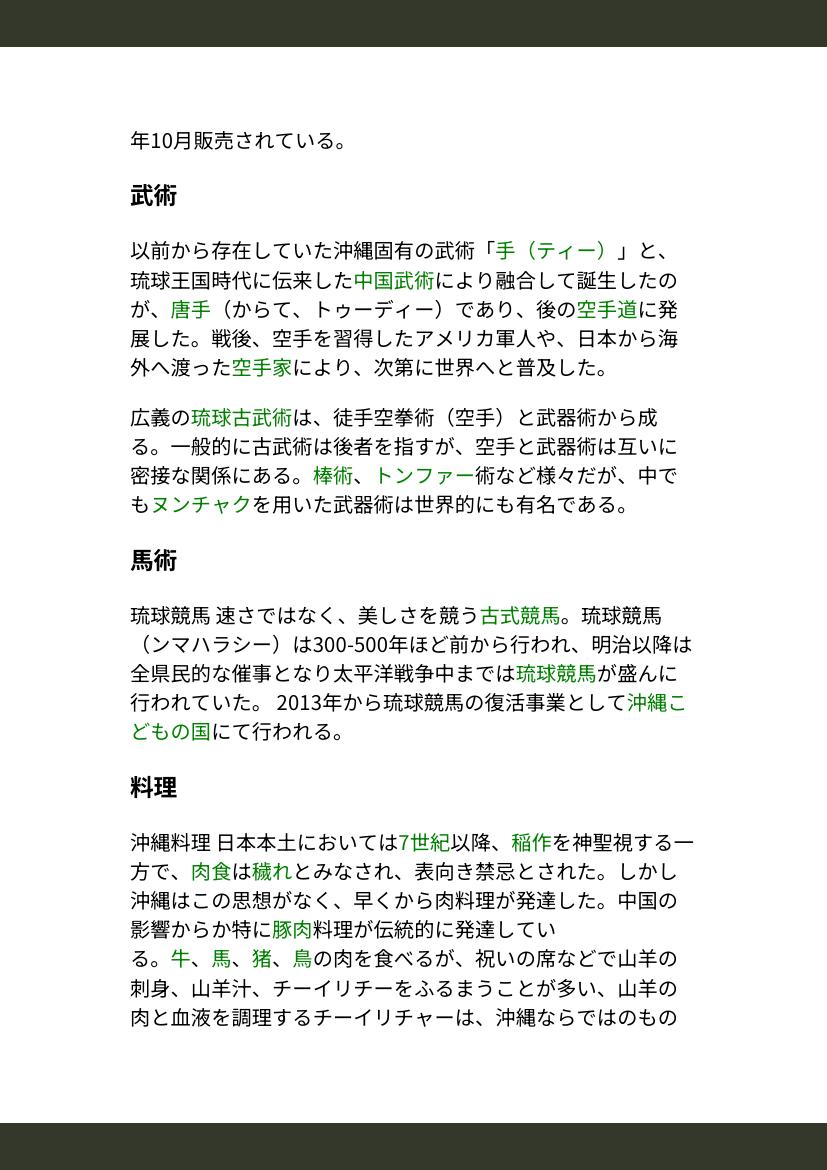 年10月販売されている。
武術
以前から存在していた沖縄固有の武術「手（ティー）」と、
琉球王国時代に伝来した中国武術により融合して誕生したの
が、唐手（からて、トゥーディー）であり、後の空手道に発
展した。戦後、空手を習得したアメリカ軍人や、日本から海
外へ渡った空手家により、次第に世界へと普及した。
広義の琉球古武術は、徒手空拳術（空手）と武器術から成
る。一般的に古武術は後者を指すが、空手と武器術は互いに
密接な関係にある。棒術、トンファー術など様々だが、中で
もヌンチャクを用いた武器術は世界的にも有名である。
馬術
琉球競馬 速さではなく、美しさを競う古式競馬。琉球競馬
（ンマハラシー）は300-500年ほど前から行われ、明治以降は
全県民的な催事となり太平洋戦争中までは琉球競馬が盛んに
行われていた。 2013年から琉球競馬の復活事業として沖縄こ
どもの国にて行われる。
料理
沖縄料理 日本本土においては7世紀以降、稲作を神聖視する一
方で、肉食は穢れとみなされ、表向き禁忌とされた。しかし
沖縄はこの思想がなく、早くから肉料理が発達した。中国の
影響からか特に豚肉料理が伝統的に発達してい
る。牛、馬、猪、鳥の肉を食べるが、祝いの席などで山羊の
刺身、山羊汁、チーイリチーをふるまうことが多い、山羊の
肉と血液を調理するチーイリチャーは、沖縄ならではのもの